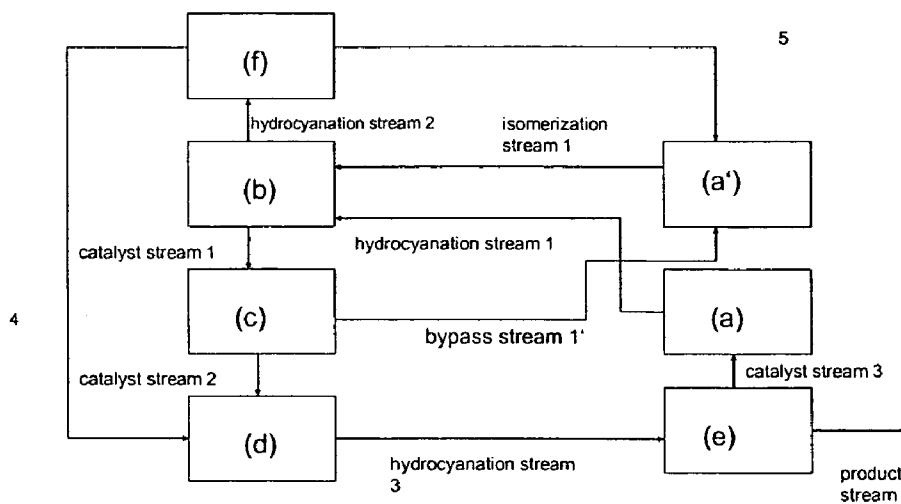 5
(f)
hydrocyanation stream 2
isomerization
stream 1
(b)
(a')
catalyst stream 1
hydrocyanation stream 1
4
(c)
bypass stream 1'
(a)
catalyst stream 2
catalyst stream 3
(d)
(e)
hydrocyanation stream
3
product
stream